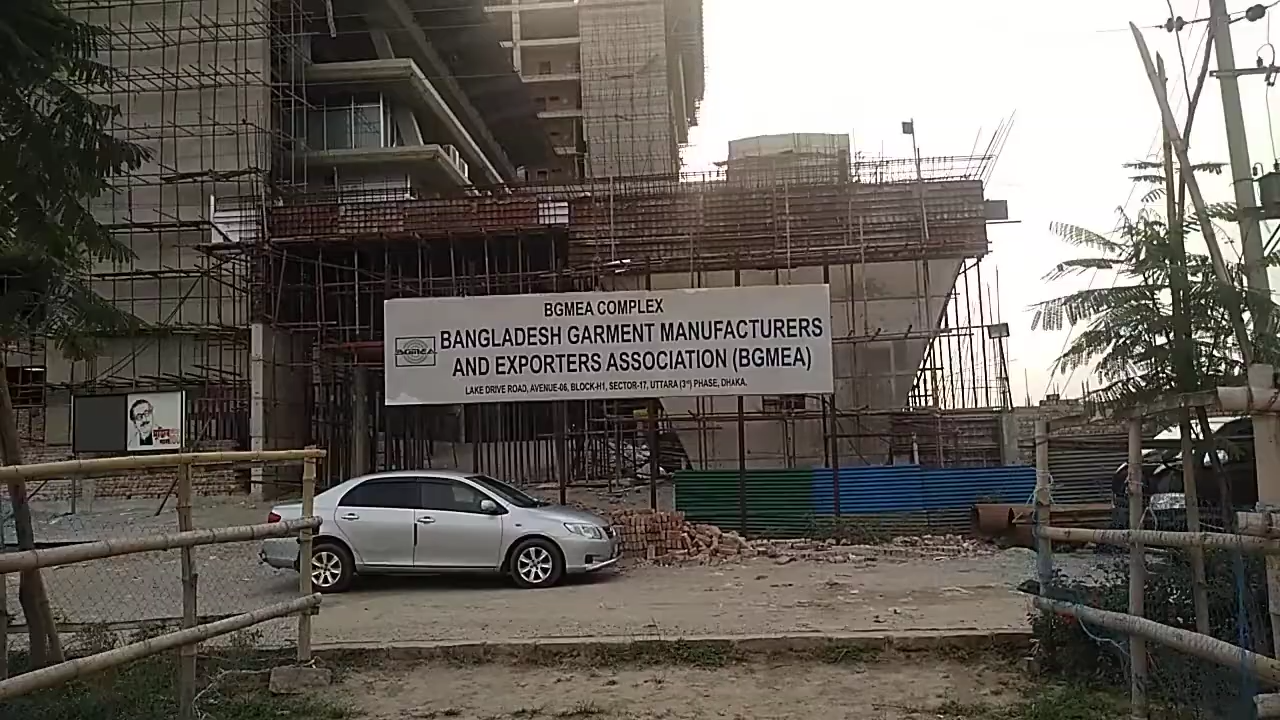 BGMEA COMPLEX
BGMEA
BANGLADESH GARMENT MANUFACTURERS
AND EXPORTERS ASSOCIATION (BGMEA)
LAKE DRIVE ROAD, AVENUE-06, BLOCK-H1, SECTOR-17, UTTARA (3rd) PHASE, DHAKA.